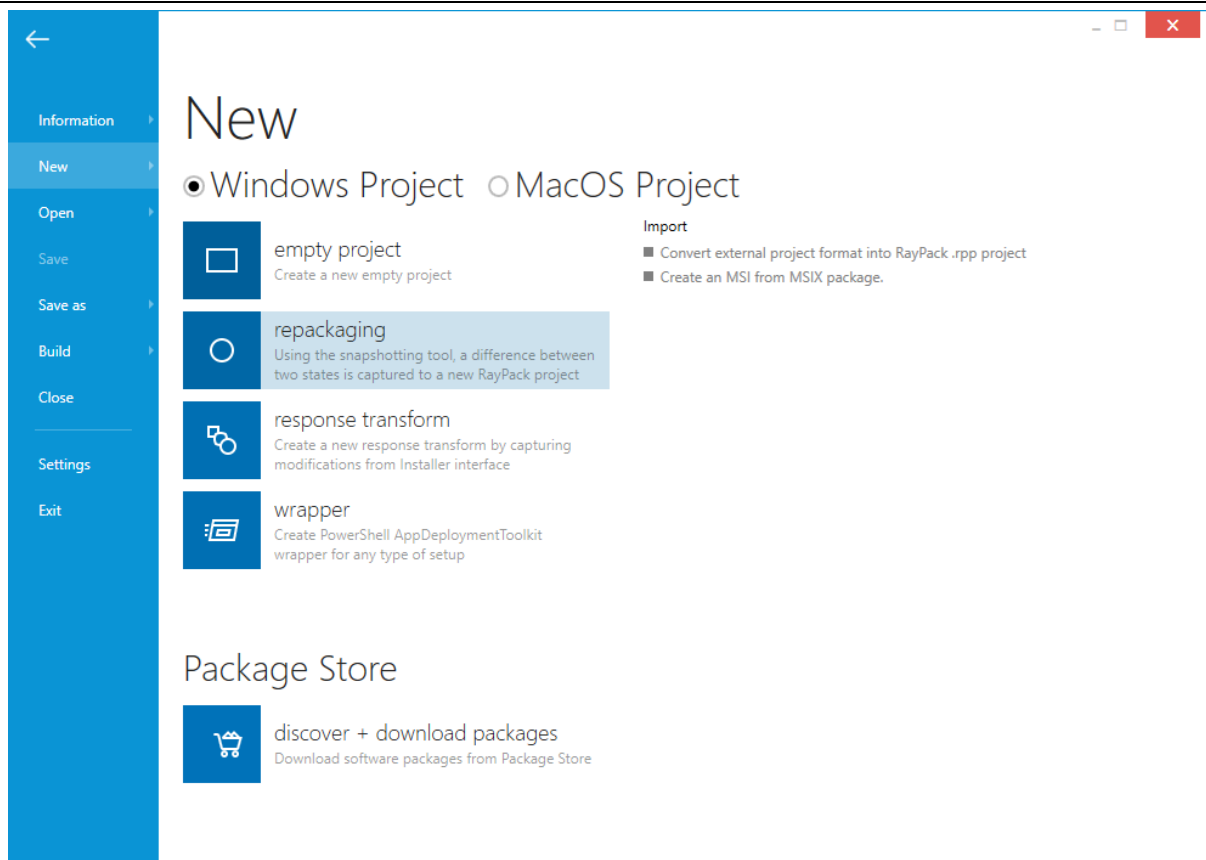 Information
New
Open
Save
Save as
Build
Close
Settings
Exit
New
Windows Project
MacOS Project
empty project
Create a new empty project
repackaging
Using the snapshotting tool, a difference between
two states is captured to a new RayPack project
response transform
Create a new response transform by capturing
modifications from Installer interface
wrapper
Create PowerShell AppDeploymentToolkit
wrapper for any type of setup
Import
Convert external project format into RayPack .rpp project
Create an MSI from MSIX package.
Package Store
discover + download packages
Download software packages from Package Store